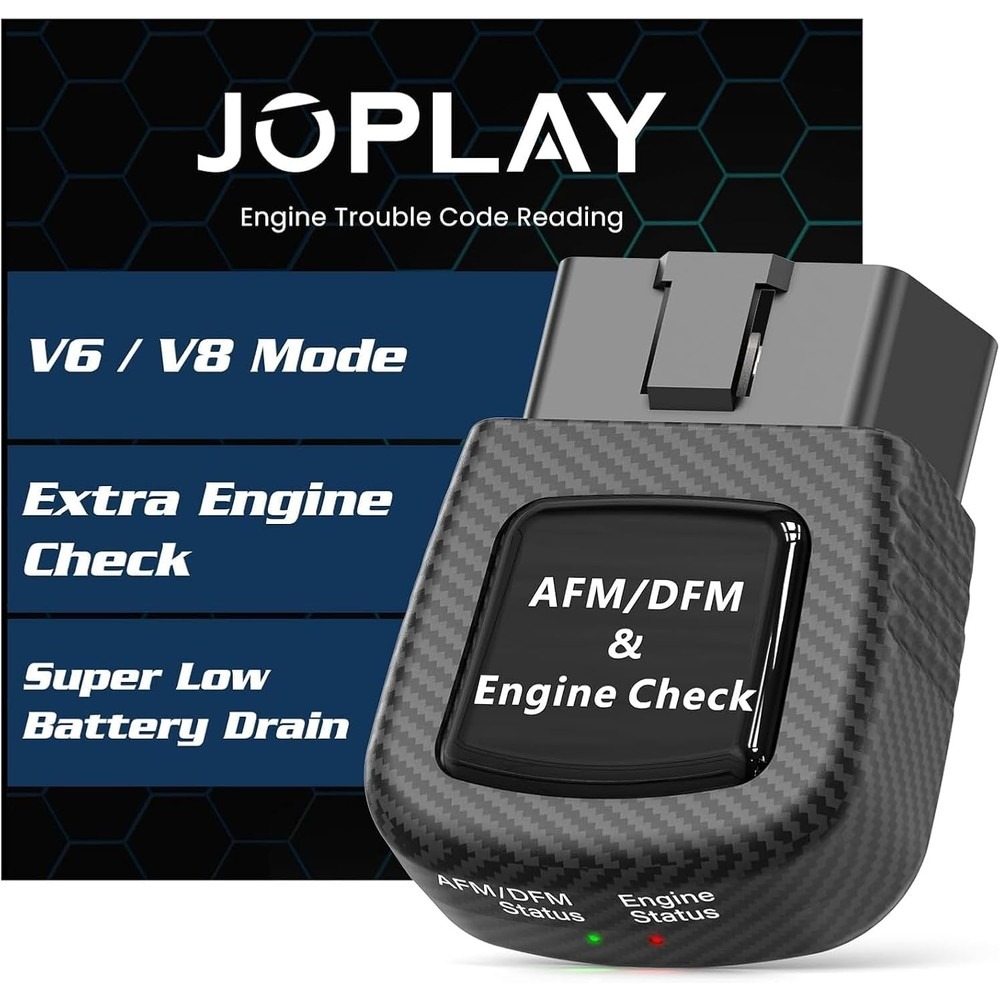 JOPLAY
Engine Trouble Code Reading
V6 / V8 Mode
Extra Engine
Check
Super Low
Battery Drain
AFM/DFM
&
Engine Check
AFM/DFM
Status
Engine
Status